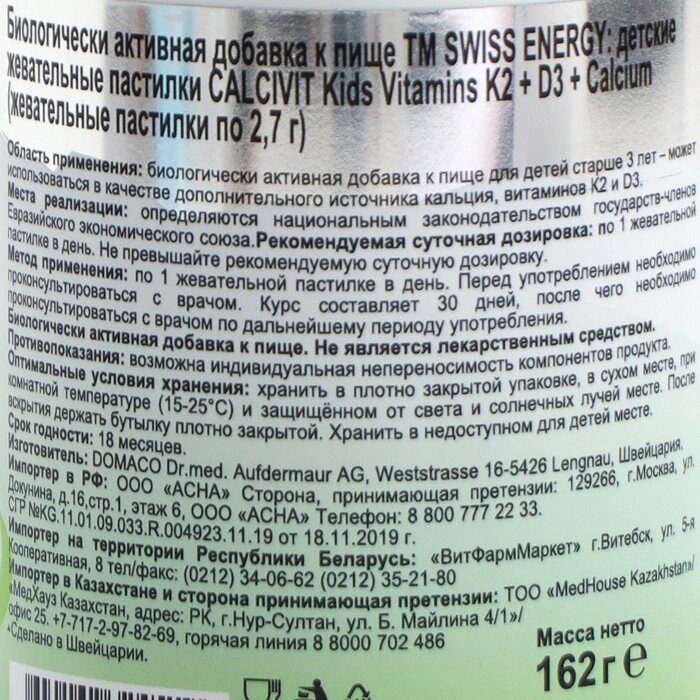 Биологически активная добавка к пище ТМ SWISS ENERGY: детские
жевательные пастилки CALCIVIT Kids Vitamins K2 + D3 + Calcium
(жевательные пастилки по 2,7 г)
Область применения: биологически активная добавка к пище для детей старше 3 лет – может
использоваться в качестве дополнительного источника кальция, витаминов К2 и D3.
Места реализации: определяются национальным законодательством государств-членов
Евразийского экономического союза.Рекомендуемая суточная дозировка: по 1 жевательной
пастилке в день. Не превышайте рекомендуемую суточную дозировку.
Метод применения: по 1 жевательной пастилке в день. Перед употреблением необходимо
проконсультироваться с врачом. Курс составляет 30 дней, после чего необходимо
проконсультироваться с врачом по дальнейшему периоду употребления.
Биологически активная добавка к пище. Не является лекарственным средством.
Противопоказания: возможна индивидуальная непереносимость компонентов продукта.
Оптимальные условия хранения: хранить в плотно закрытой упаковке, в сухом месте, при
комнатной температуре (15-25°C) и защищённом от света и солнечных лучей месте. После
вскрытия держать бутылку плотно закрытой. Хранить в недоступном для детей месте.
Срок годности: 18 месяцев.
Изготовитель: DOMACO Dr.med. Aufdermaur AG, Weststrasse 16-5426 Lengnau, Швейцария.
Импортер в РФ: ООО «АСНА» Сторона, принимающая претензии: 129266, г.Москва, ул.
Докунина, д.16,стр.1, этаж 6, ООО «АСНА» Телефон: 8 800 777 22 33.
СГР №KG.11.01.09.033.R.004923.11.19 от 18.11.2019 г.
Импортер на территории Республики Беларусь: «ВитФармМаркет» г.Витебск, ул. 5-я
Кооперативная, 8 тел/факс: (0212) 34-06-62 (0212) 35-21-80
Импортер в Казахстане и сторона принимающая претензии: ТОО «MedHouse Kazakhstan»/
«МедХауз Казахстан, адрес: РК, г.Нур-Султан, ул. Б. Майлина 4/1»/
офис 25. +7-717-2-97-82-69, горячая линия 8 8000 702 486
«Сделано в Швейцарии.
Масса нетто
162 г е